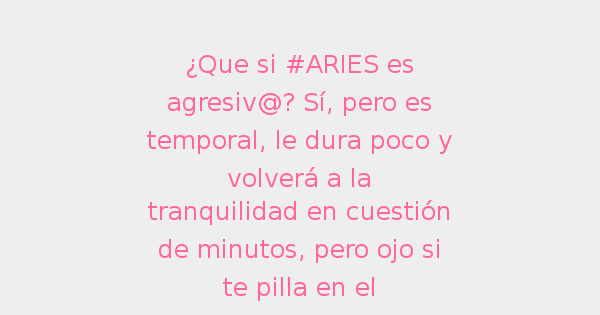 ¿Que si #ARIES es
agresiv@? Sí, pero es
temporal, le dura poco y
volverá a la
tranquilidad en cuestión
de minutos, pero ojo si
te pilla en el